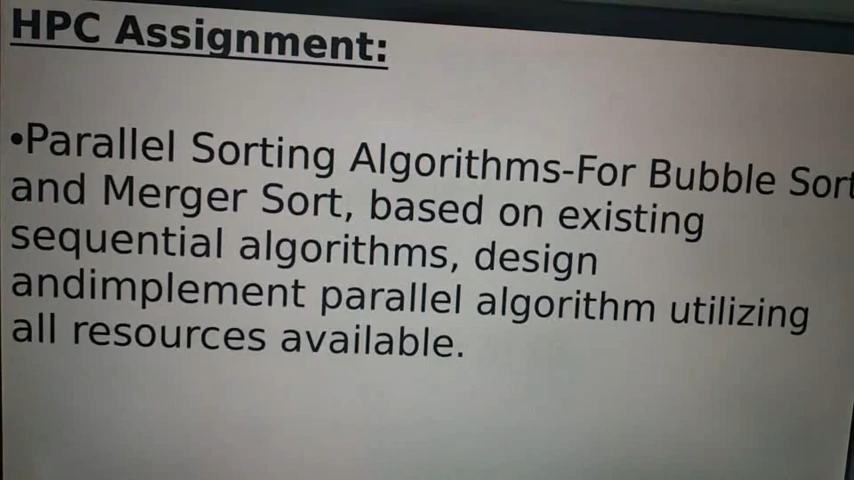 HPC Assignment:
•Parallel Sorting Algorithms-For Bubble Sort
and Merger Sort, based on existing
sequential algorithms, design
andimplement parallel algorithm utilizing
all resources available.